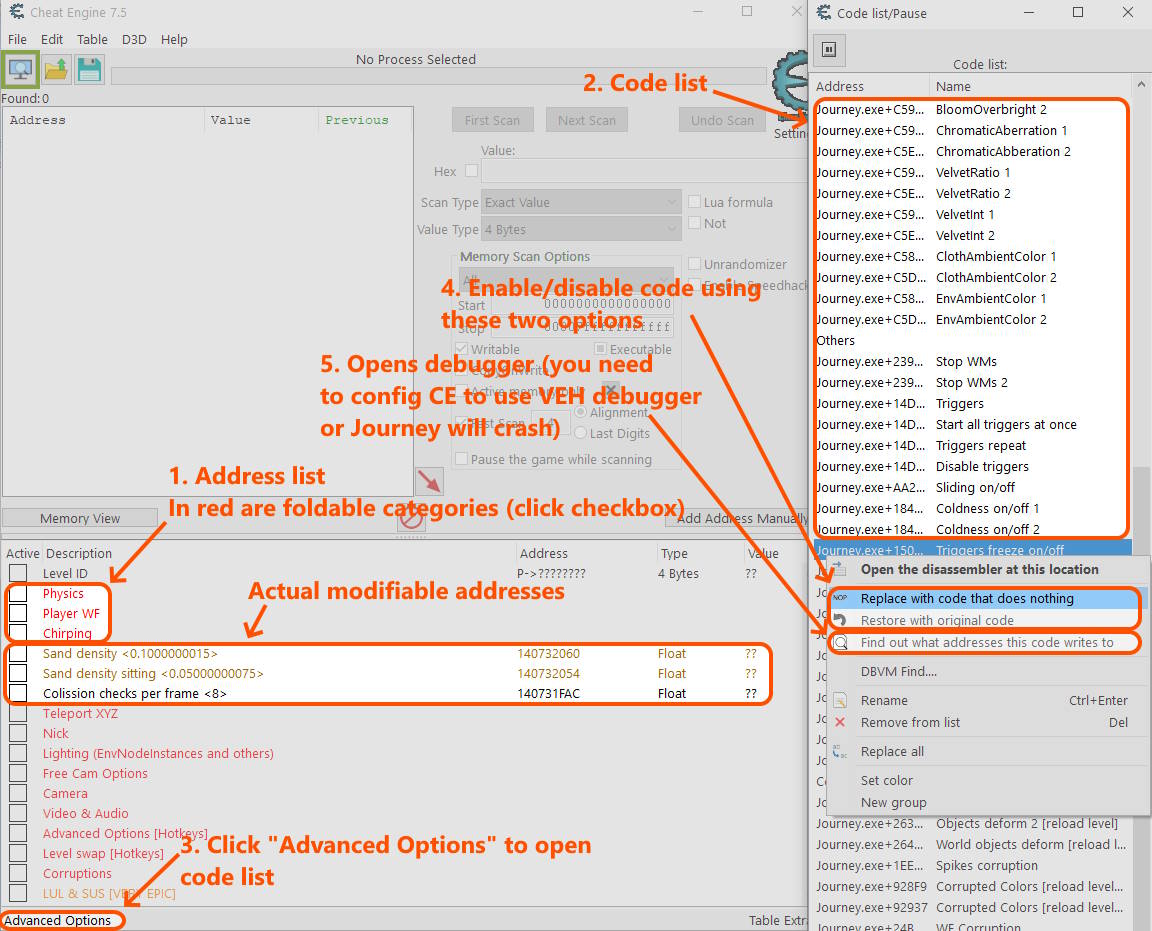 Cheat Engine 7.5
File Edit Table D3D Help
No Process Selected
Found: 0
Address Value Previous
First Scan Next Scan Undo Scan
Settin
Value:
Hex
Scan Type Exact Value
Lua formula
Not
Value Type 4 Bytes
Memory Scan Options
All
Unrandomizer
Enable Speedhack
Start 0000000000000000
Stop 00007fffffffffff
Writable Executable
CopyOnWrite
Active memory only
Fast Scan 4
Alignment
Last Digits
Pause the game while scanning
Memory View
Add Address Manually
2. Code list
4. Enable/disable code using
these two options
5. Opens debugger (you need
to config CE to use VEH debugger
or Journey will crash)
1. Address list
In red are foldable categories (click checkbox)
Active Description Address Type Value
Level ID P->???????? 4 Bytes ??
Physics
Player WF
Chirping
Actual modifiable addresses
Sand density <0.1000000015> 140732060 Float ??
Sand density sitting <0.05000000075> 140732054 Float ??
Colission checks per frame <8> 140731FAC Float ??
Teleport XYZ
Nick
Lighting (EnvNodeInstances and others)
Free Cam Options
Camera
Video & Audio
Advanced Options [Hotkeys]
Level swap [Hotkeys]
Corruptions
LUL & SUS [VERY EPIC]
3. Click "Advanced Options" to open
code list
Advanced Options
Table Extra
Code list/Pause
Code list:
Address Name
Journey.exe+C59... BloomOverbright 2
Journey.exe+C59... ChromaticAberration 1
Journey.exe+C5E... ChromaticAbberation 2
Journey.exe+C59... VelvetRatio 1
Journey.exe+C5E... VelvetRatio 2
Journey.exe+C59... VelvetInt 1
Journey.exe+C5E... VelvetInt 2
Journey.exe+C58... ClothAmbientColor 1
Journey.exe+C5D... ClothAmbientColor 2
Journey.exe+C58... EnvAmbientColor 1
Journey.exe+C5D... EnvAmbientColor 2
Others
Journey.exe+239... Stop WMs
Journey.exe+239... Stop WMs 2
Journey.exe+14D... Triggers
Journey.exe+14D... Start all triggers at once
Journey.exe+14D... Triggers repeat
Journey.exe+14D... Disable triggers
Journey.exe+AA2... Sliding on/off
Journey.exe+184... Coldness on/off 1
Journey.exe+184... Coldness on/off 2
Journey.exe+150... Triggers freeze on/off
Open the disassembler at this location
NOP Replace with code that does nothing
Restore with original code
Find out what addresses this code writes to
DBVM Find....
Rename Ctrl+Enter
Remove from list Del
Replace all
Set color
New group
Journey.exe+263... Objects deform 2 [reload level]
Journey.exe+264... World objects deform [reload l...
Journey.exe+1EE... Spikes corruption
Journey.exe+928F9 Corrupted Colors [reload level...
Journey.exe+92937 Corrupted Colors [reload level...
Journey.exe+24B... WF Corruption